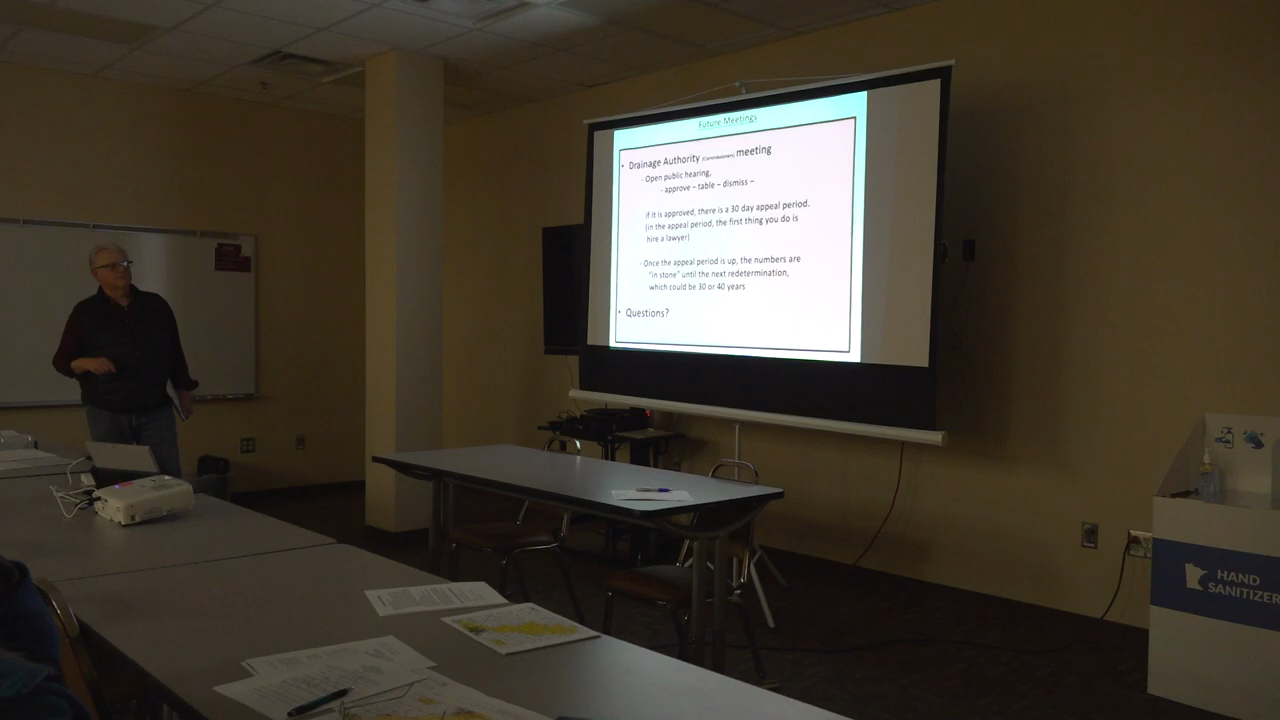 Future Meetings
• Drainage Authority (Commissioners) meeting
- Open public hearing,
- approve – table – dismiss –
if it is approved, there is a 30 day appeal period.
(in the appeal period, the first thing you do is
hire a lawyer)
- Once the appeal period is up, the numbers are
"in stone" until the next redetermination,
which could be 30 or 40 years
• Questions?
HAND
SANITIZER